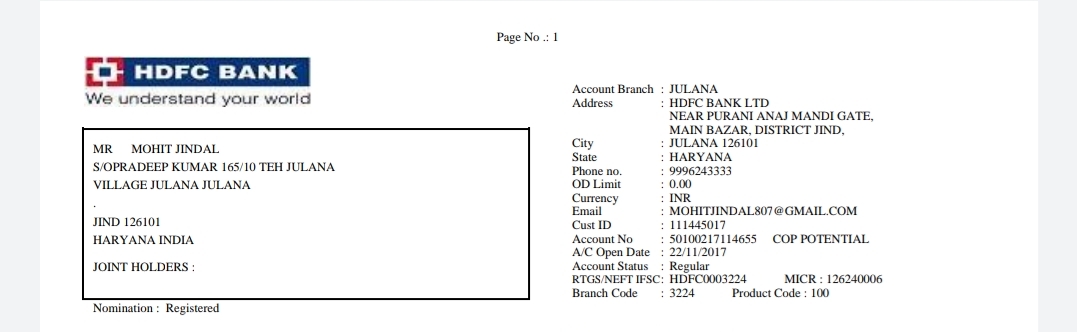 Page No .: 1
HDFC BANK
We understand your world
MR MOHIT JINDAL
S/OPRADEEP KUMAR 165/10 TEH JULANA
VILLAGE JULANA JULANA
.
JIND 126101
HARYANA INDIA
JOINT HOLDERS :
Nomination : Registered
Account Branch : JULANA
Address : HDFC BANK LTD
NEAR PURANI ANAJ MANDI GATE,
MAIN BAZAR, DISTRICT JIND,
City : JULANA 126101
State : HARYANA
Phone no. : 9996243333
OD Limit : 0.00
Currency : INR
Email : MOHITJINDAL807@GMAIL.COM
Cust ID : 111445017
Account No : 50100217114655 COP POTENTIAL
A/C Open Date : 22/11/2017
Account Status : Regular
RTGS/NEFT IFSC: HDFC0003224 MICR : 126240006
Branch Code : 3224 Product Code : 100